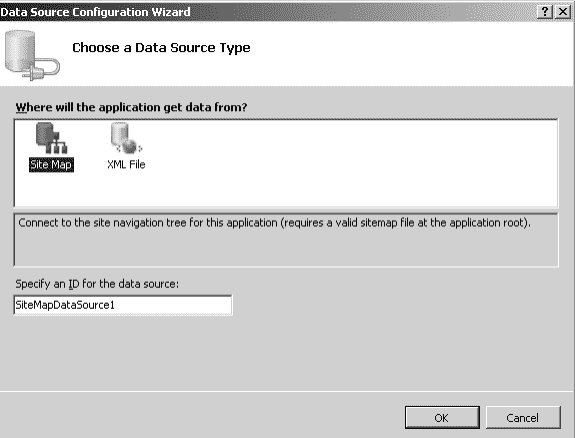 Data Source Configuration Wizard
Choose a Data Source Type
Where will the application get data from?
Site Map
XML File
Connect to the site navigation tree for this application (requires a valid sitemap file at the application root).
Specify an ID for the data source:
SiteMapDataSource1
OK
Cancel